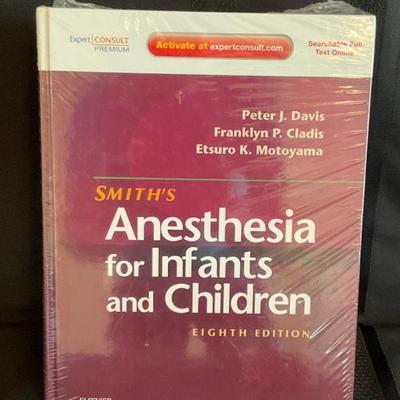 Expert CONSULT
PREMIUM
Activate at expertconsult.com
Searchable Full
Text Online
Peter J. Davis
Franklyn P. Cladis
Etsuro K. Motoyama
SMITH'S
Anesthesia
for Infants
and Children
EIGHTH EDITION
ELSEVIER